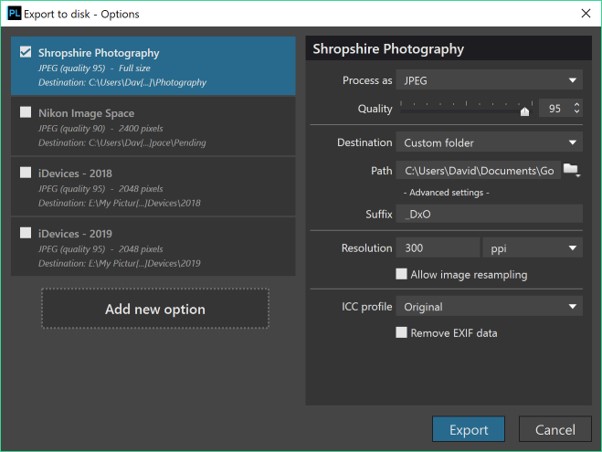 PL Export to disk - Options
Shropshire Photography
JPEG (quality 95) - Full size
Destination: C:\Users\Dav[...]\Photography
Nikon Image Space
JPEG (quality 90) - 2400 pixels
Destination: C:\Users\Dav[...]pace\Pending
iDevices - 2018
JPEG (quality 95) - 2048 pixels
Destination: E:\My Pictur[...]Devices\2018
iDevices - 2019
JPEG (quality 95) - 2048 pixels
Destination: E:\My Pictur[...]Devices\2019
Add new option
Shropshire Photography
Process as JPEG
Quality 95
Destination Custom folder
Path C:\Users\David\Documents\Go
- Advanced settings -
Suffix _DxO
Resolution 300 ppi
Allow image resampling
ICC profile Original
Remove EXIF data
Export Cancel